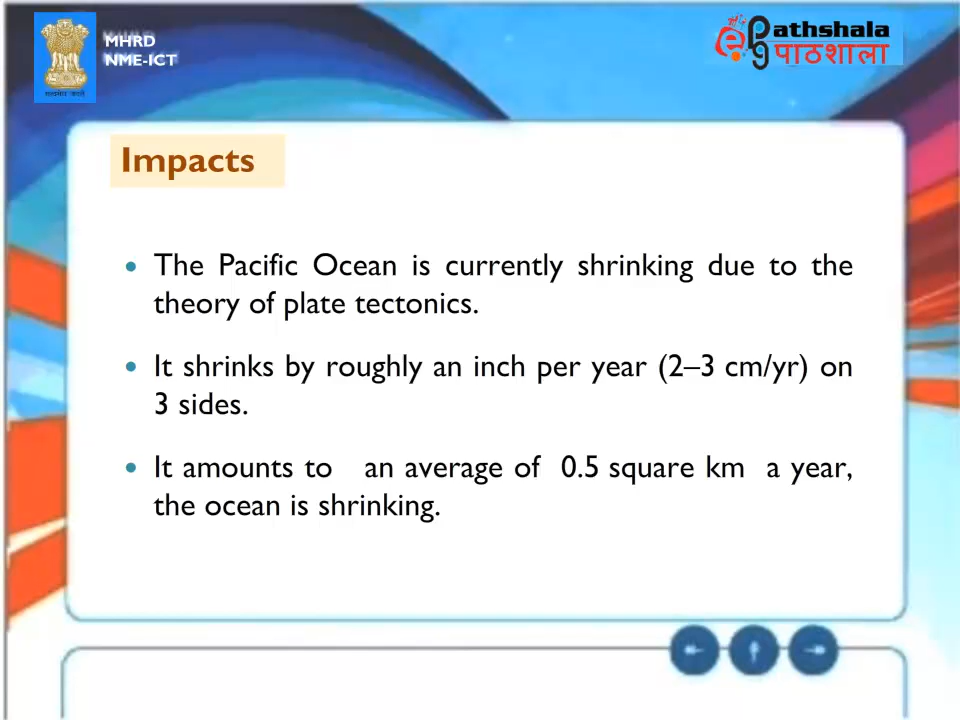 MHRD
NME-ICT
ePathshala
पाठशाला
Impacts
• The Pacific Ocean is currently shrinking due to the
theory of plate tectonics.
• It shrinks by roughly an inch per year (2–3 cm/yr) on
3 sides.
• It amounts to an average of 0.5 square km a year,
the ocean is shrinking.